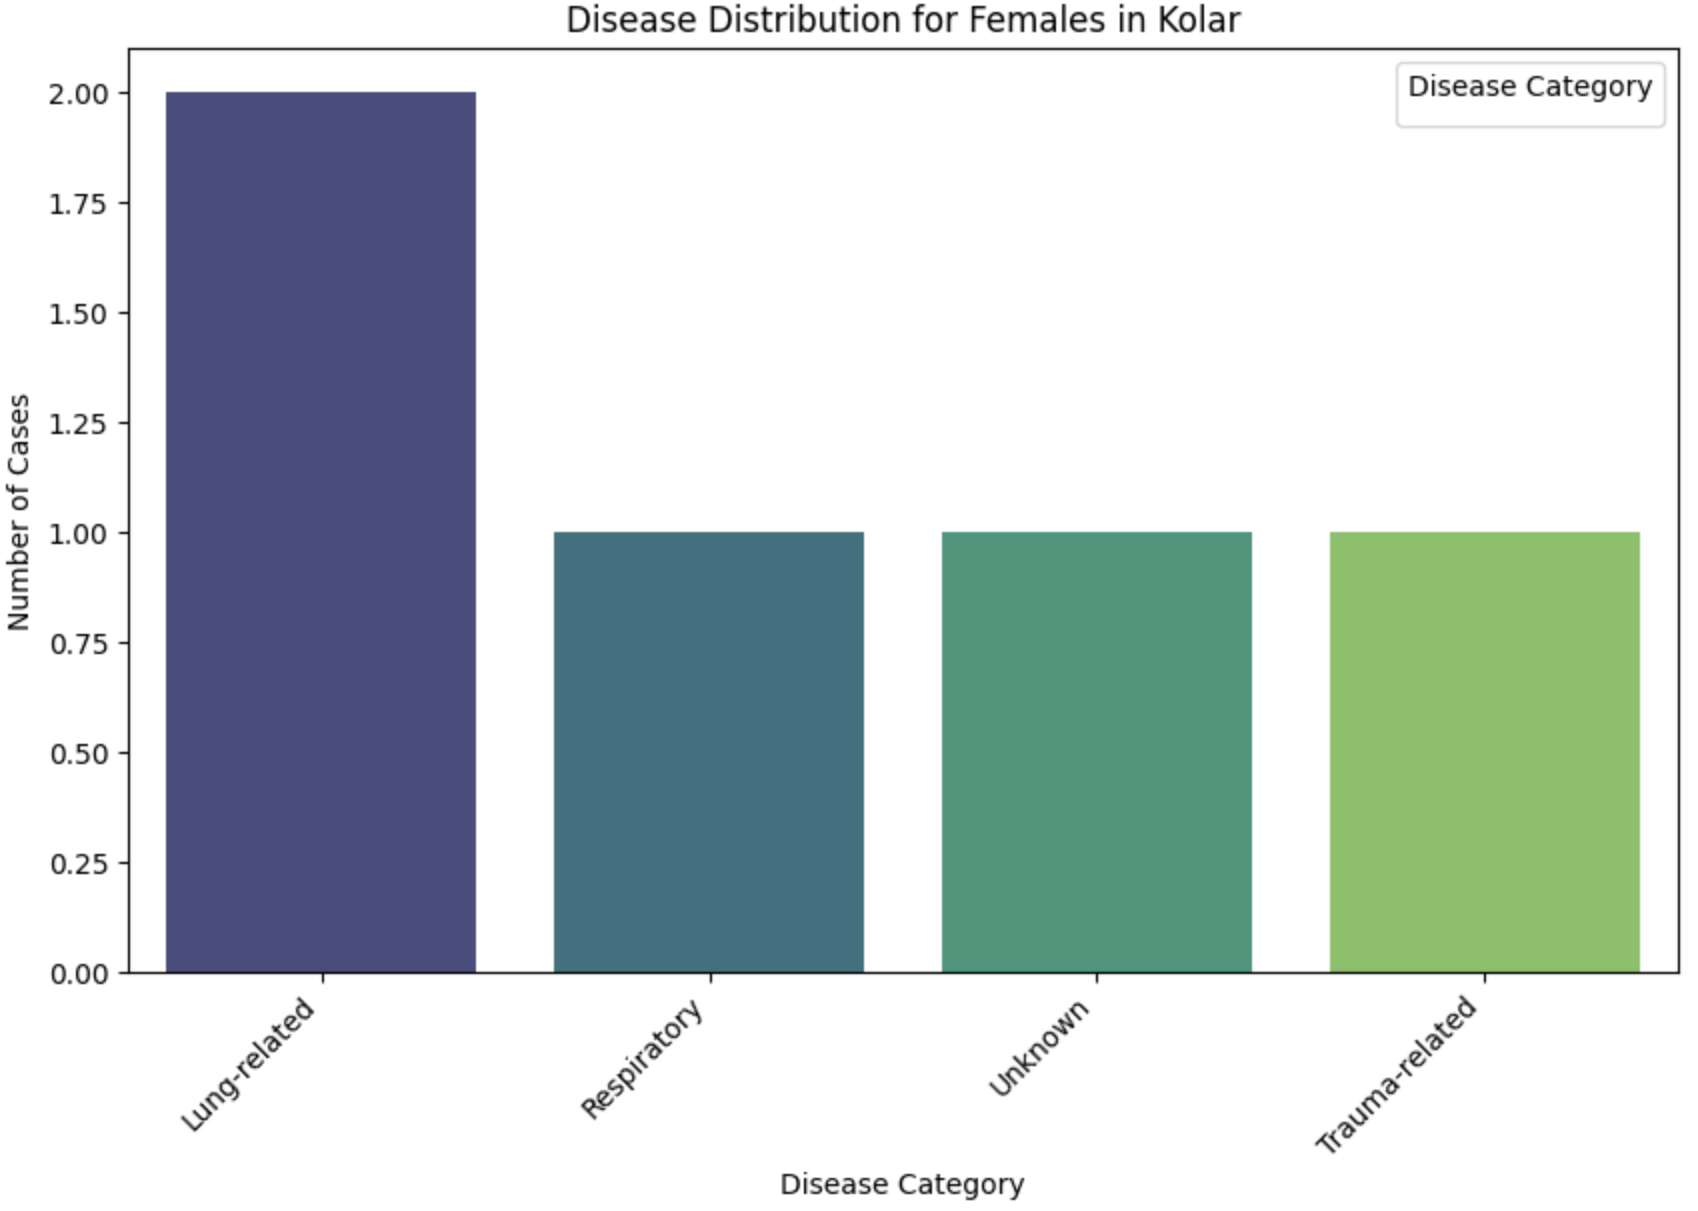 Disease Distribution for Females in Kolar
Disease Category
2.00
1.75
1.50
1.25
1.00
0.75
0.50
0.25
0.00
Number of Cases
Lung-related
Respiratory
Unknown
Trauma-related
Disease Category